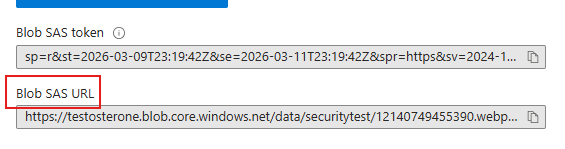 Blob SAS token
sp=r&st=2026-03-09T23:19:42Z&se=2026-03-11T23:19:42Z&spr=https&sv=2024-1...
Blob SAS URL
https://testosterone.blob.core.windows.net/data/securitytest/12140749455390.webp...